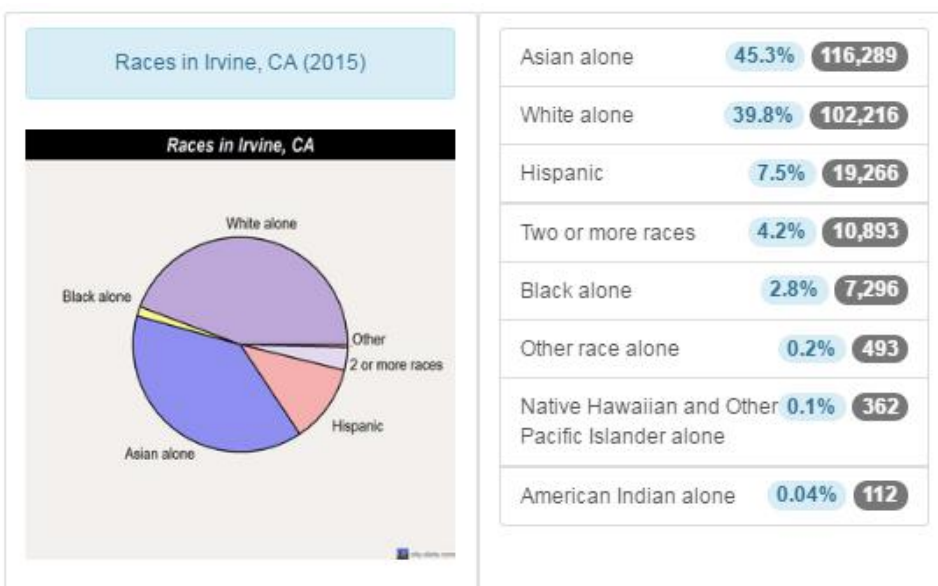 Races in Irvine, CA (2015)
Races in Irvine, CA
White alone
Black alone
Other
2 or more races
Hispanic
Asian alone
Asian alone 45.3% 116,289
White alone 39.8% 102,216
Hispanic 7.5% 19,266
Two or more races 4.2% 10,893
Black alone 2.8% 7,296
Other race alone 0.2% 493
Native Hawaiian and Other 0.1% 362
Pacific Islander alone
American Indian alone 0.04% 112